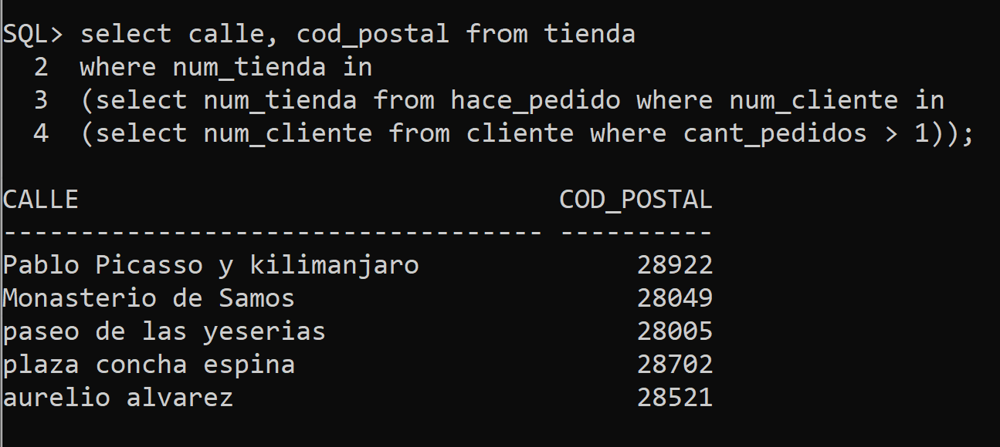 SQL> select calle, cod_postal from tienda
2 where num_tienda in
3 (select num_tienda from hace_pedido where num_cliente in
4 (select num_cliente from cliente where cant_pedidos > 1));
CALLE COD_POSTAL
----------------------------------- ----------
Pablo Picasso y kilimanjaro 28922
Monasterio de Samos 28049
paseo de las yeserias 28005
plaza concha espina 28702
aurelio alvarez 28521